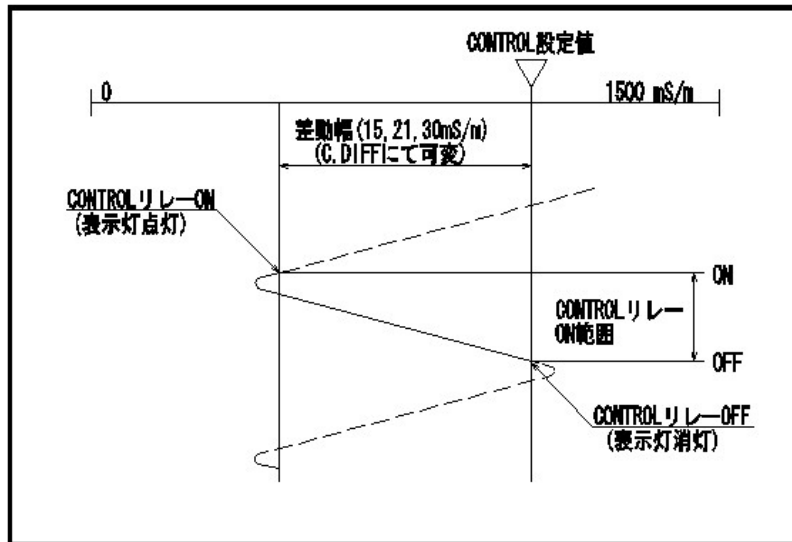 CONTROL設定値
0
1500 mS/m
差動幅(15,21,30mS/m)
(C.DIFFにて可変)
CONTROLリレーON
(表示灯点灯)
ON
CONTROLリレー
ON範囲
OFF
CONTROLリレーOFF
(表示灯消灯)